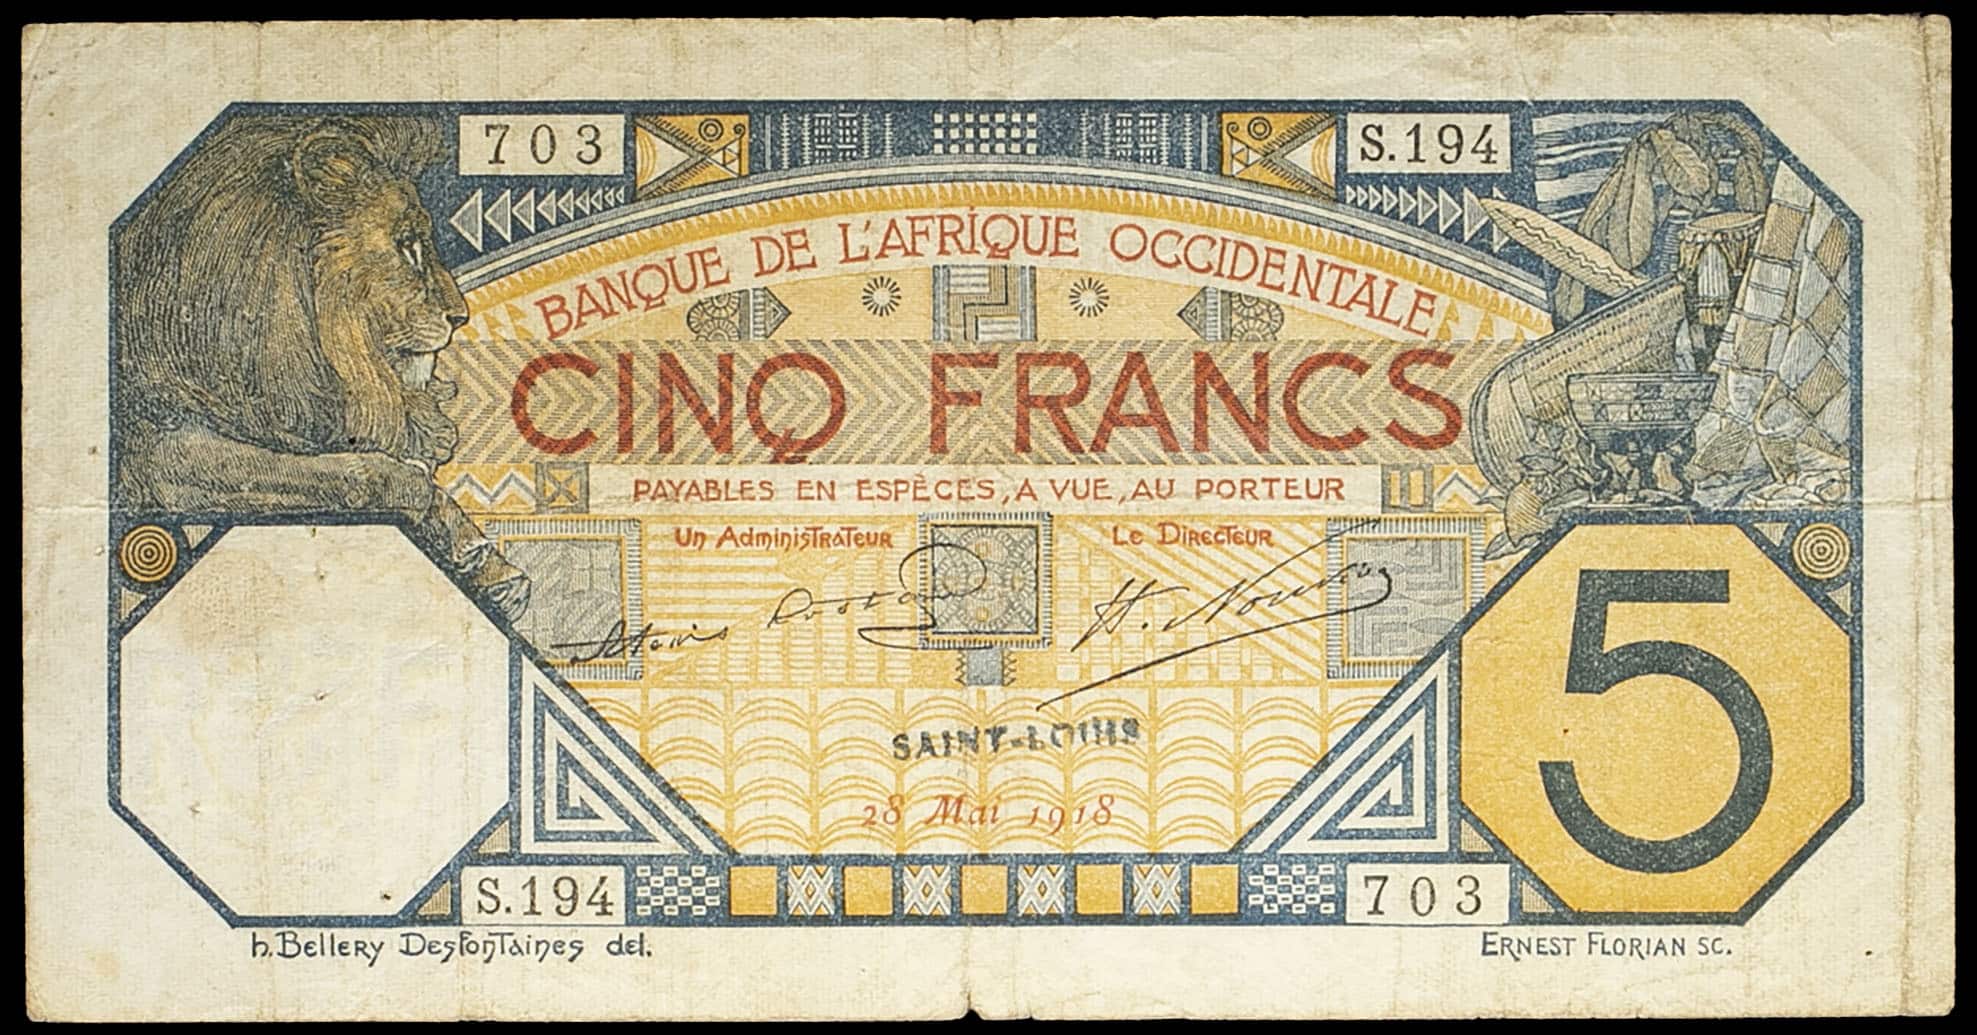 703
S.194
BANQUE DE L'AFRIQUE OCCIDENTALE
CINQ FRANCS
PAYABLES EN ESPÈCES, A VUE, AU PORTEUR
Un Administrateur
Le Directeur
H. Nouvion
SAINT-LOUIS
28 Mai 1918
5
S.194
703
h. Bellery Desfontaines del.
ERNEST FLORIAN SC.